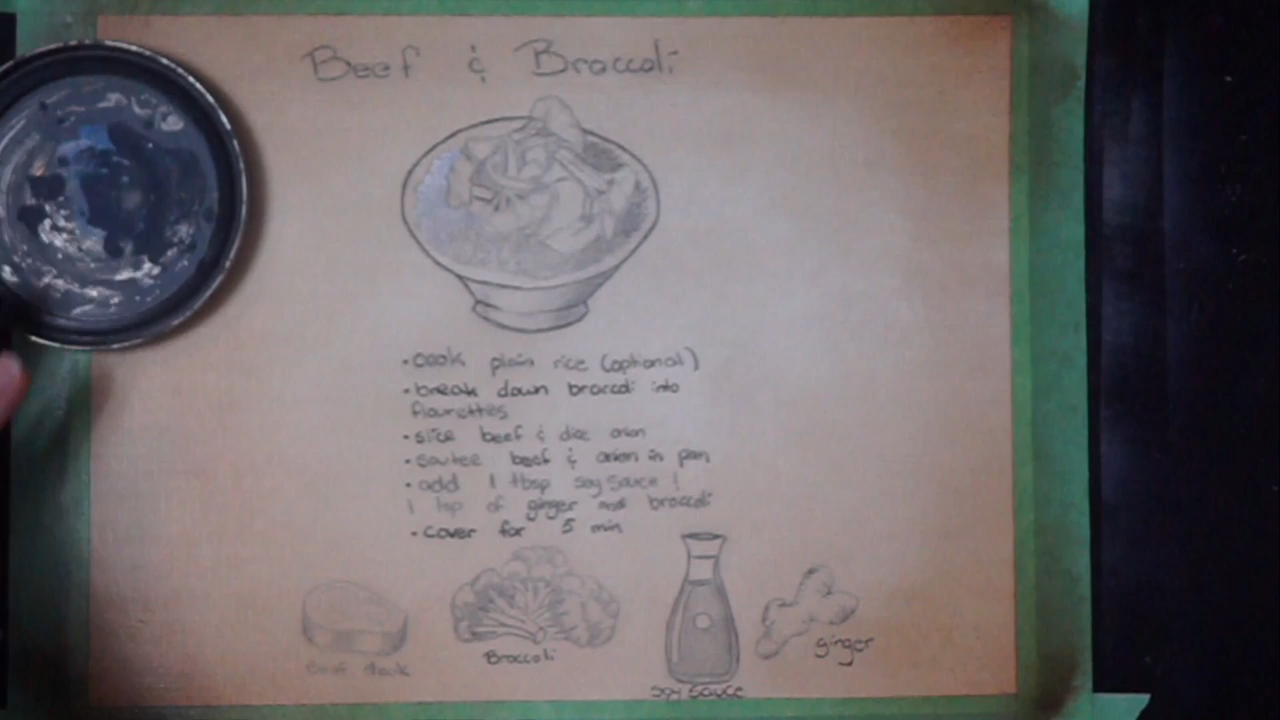 Beef & Broccoli
• cook plain rice (optional)
• break down broccoli into
flourettes
• slice beef & dice onion
• sautee beef & onion in pan
• add 1 tbsp soy sauce &
1 tsp of ginger and broccoli
• cover for 5 min
Beef
Broccoli
soy sauce
ginger